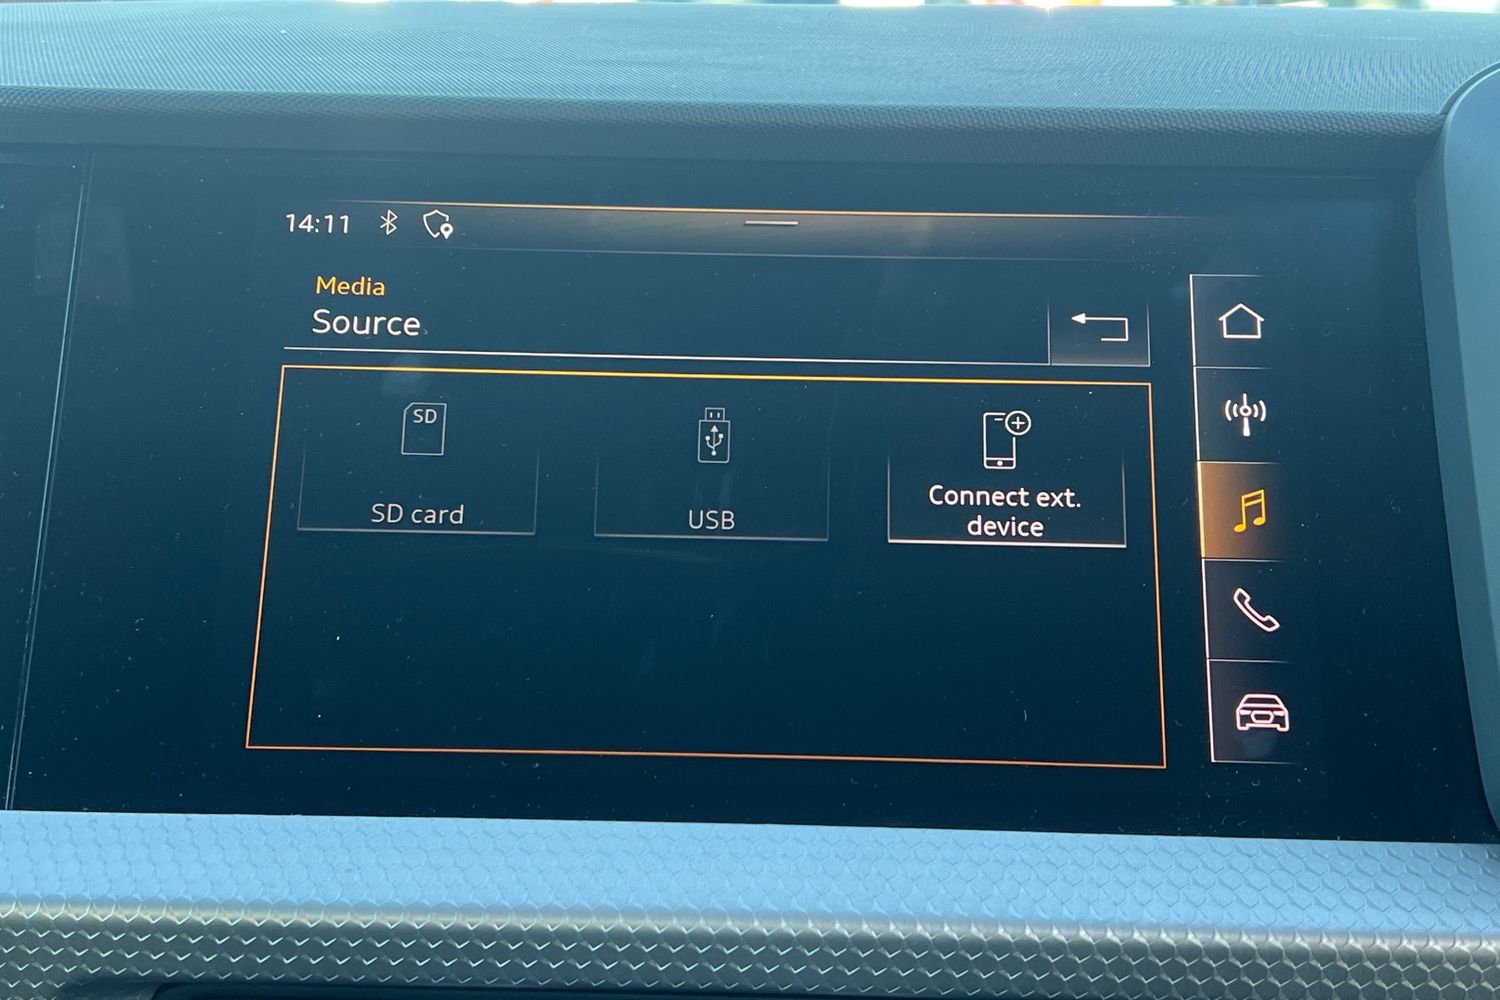 14:11
Media
Source
SD
SD card
USB
Connect ext.
device